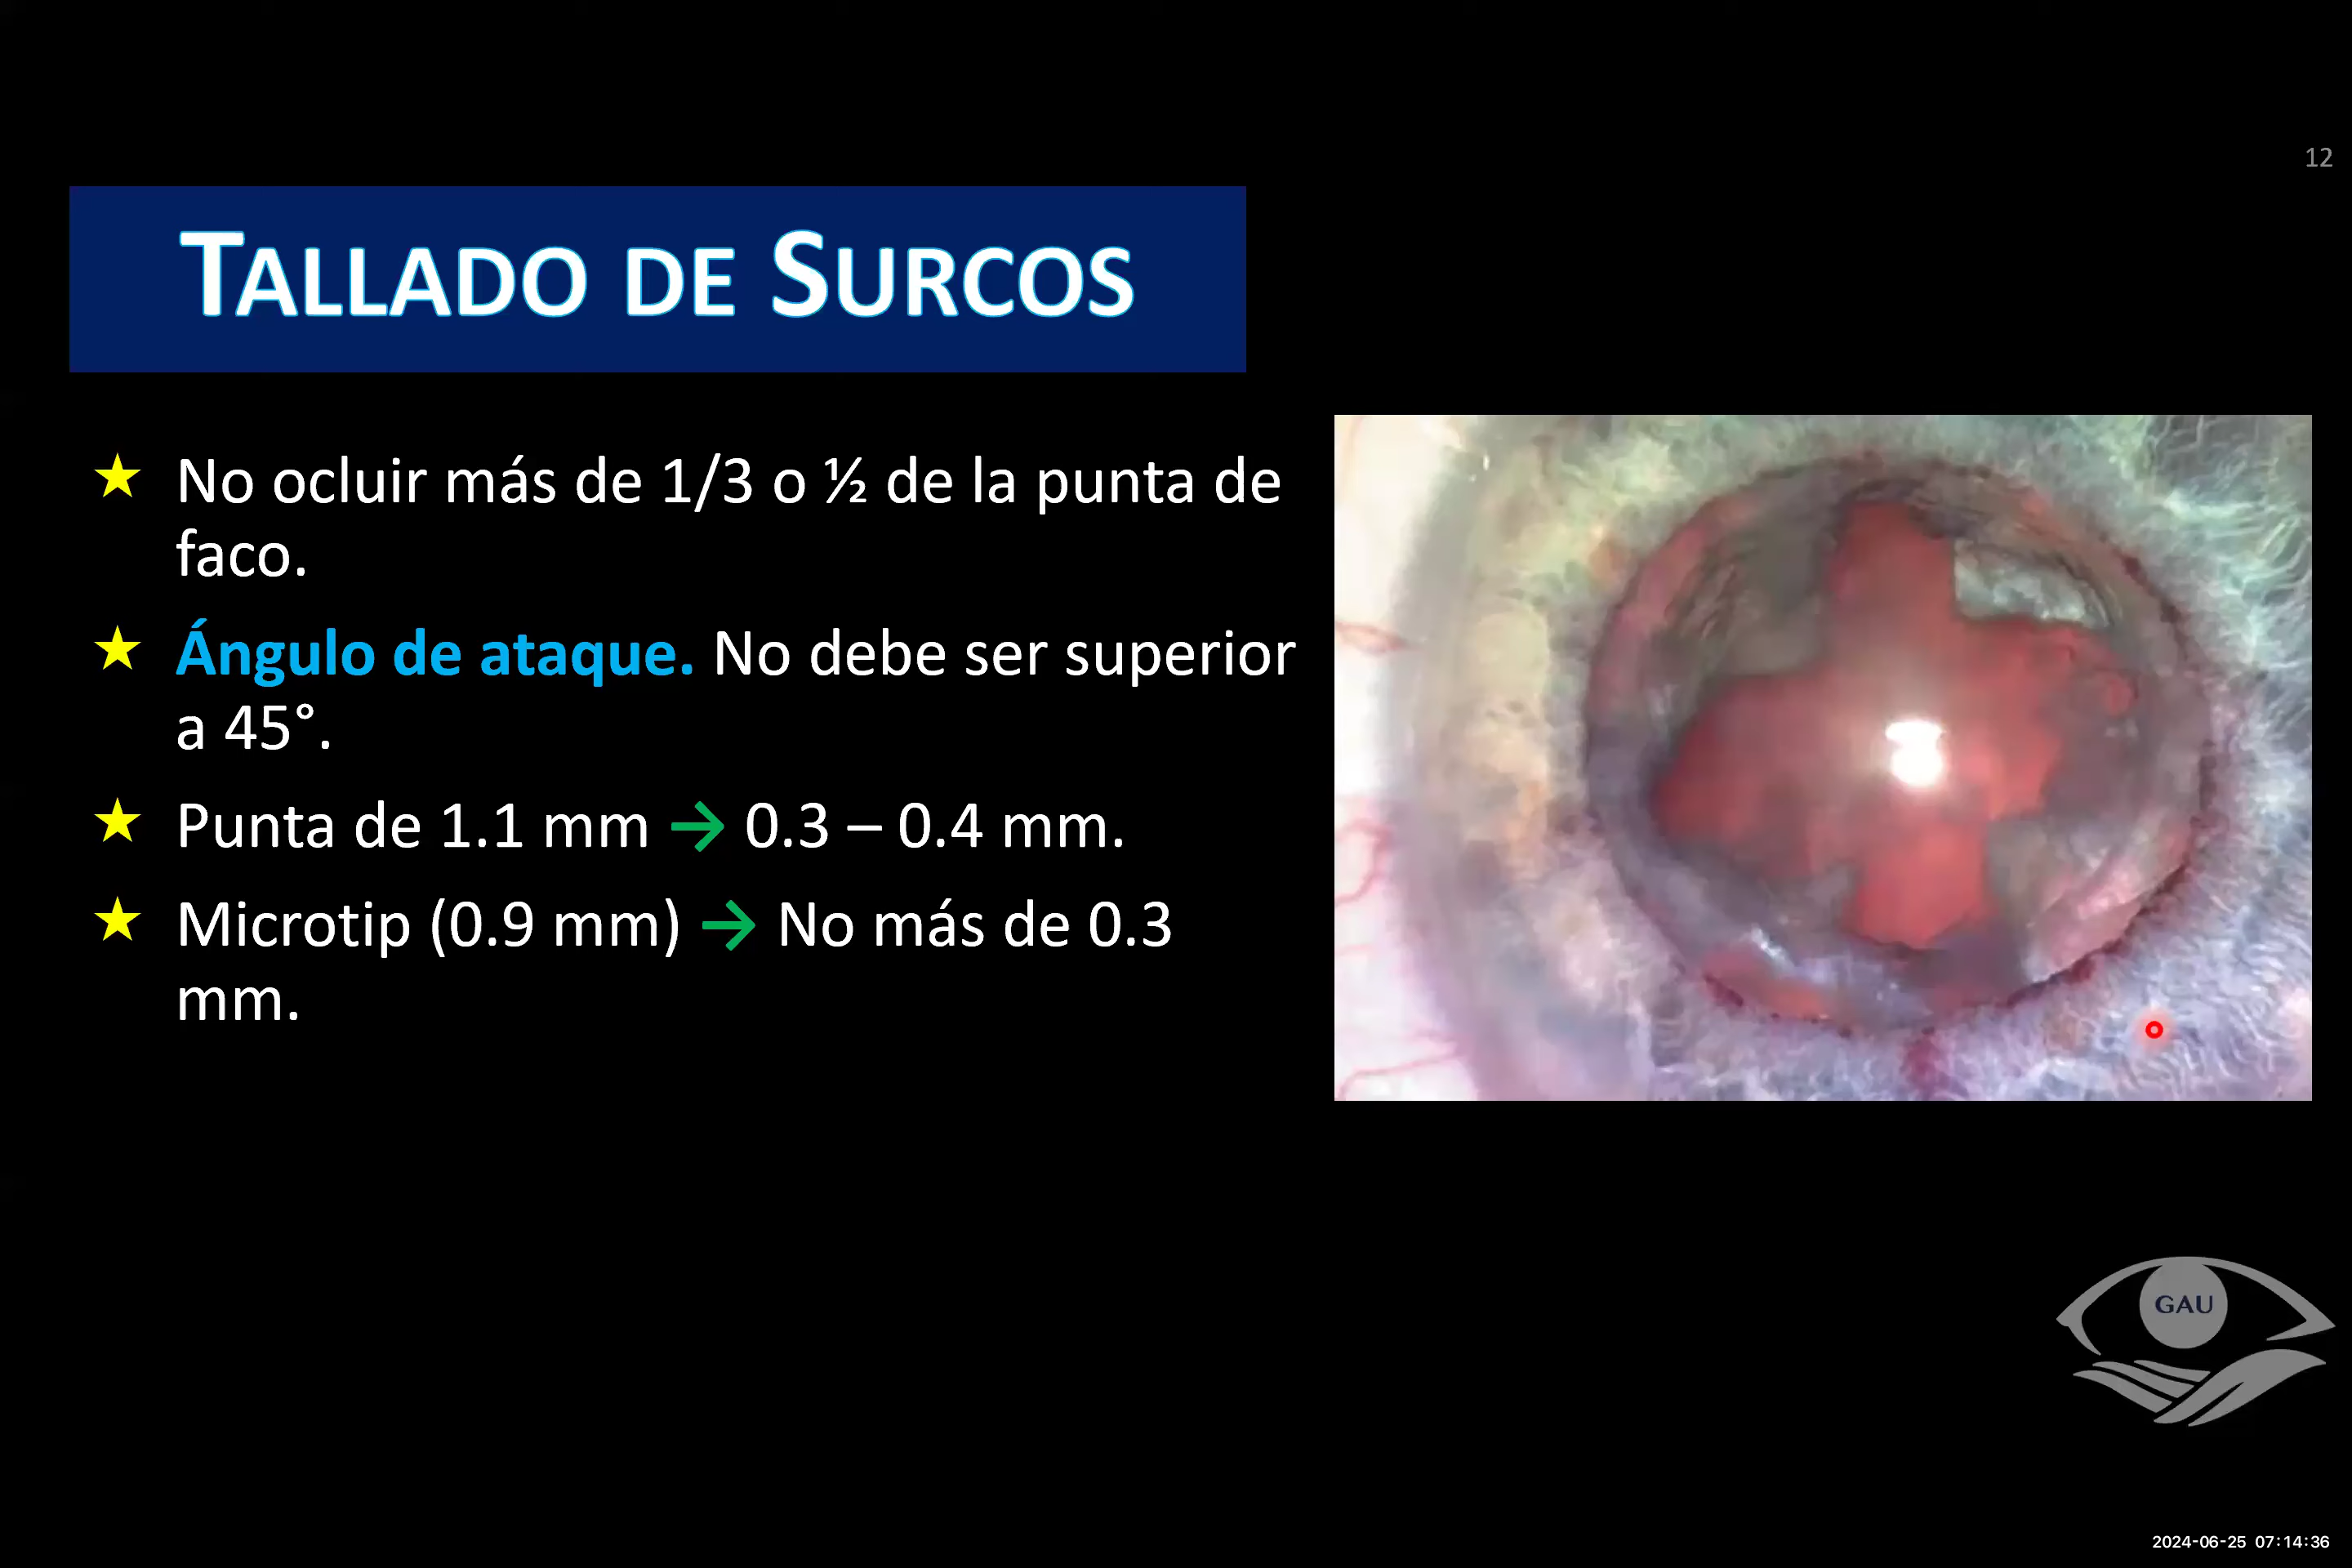 12
TALLADO DE SURCOS
★ No ocluir más de 1/3 o ½ de la punta de
faco.
★ Ángulo de ataque. No debe ser superior
a 45°.
★ Punta de 1.1 mm → 0.3 – 0.4 mm.
★ Microtip (0.9 mm) → No más de 0.3
mm.
GAU
2024-06-25 07:14:36